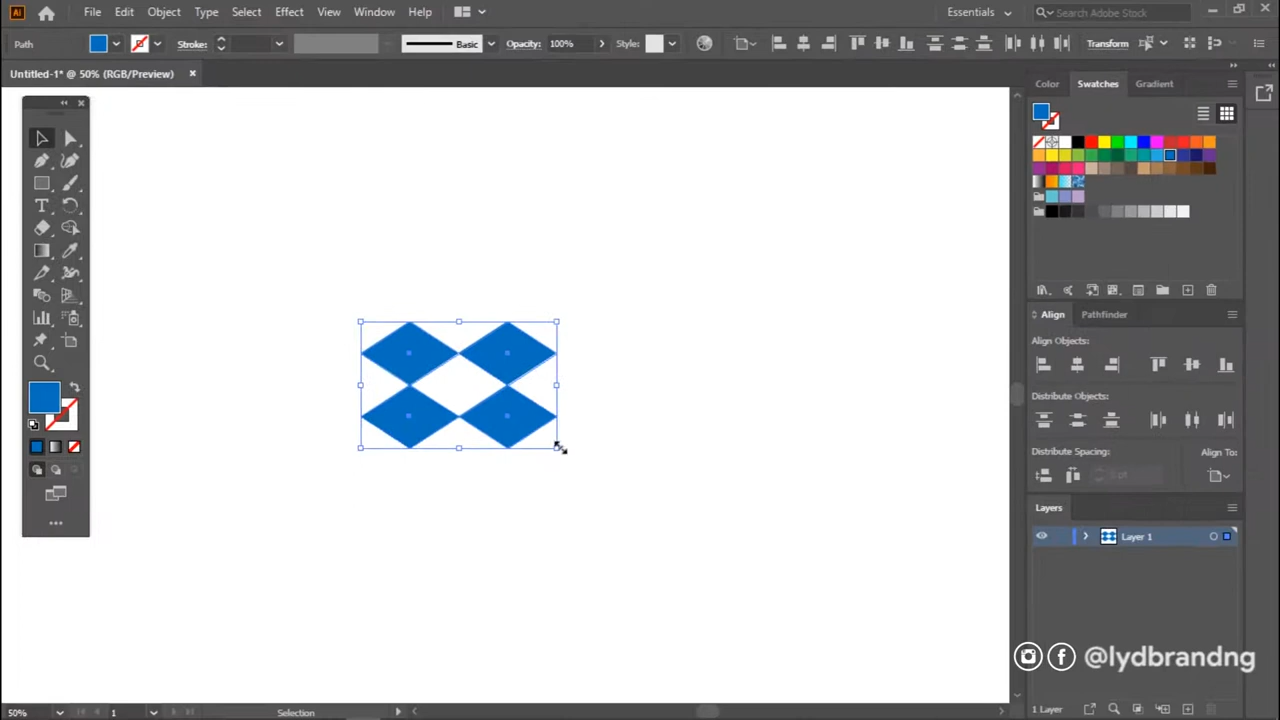 Ai File Edit Object Type Select Effect View Window Help Essentials Search Adobe Stock
Path Stroke: Basic Opacity: 100% Style: Transform
Untitled-1* @ 50% (RGB/Preview)
Color Swatches Gradient
Align Pathfinder
Align Objects:
Distribute Objects:
Distribute Spacing: Align To:
Layers
Layer 1
@lydbrandng
50% 1 Selection 1 Layer